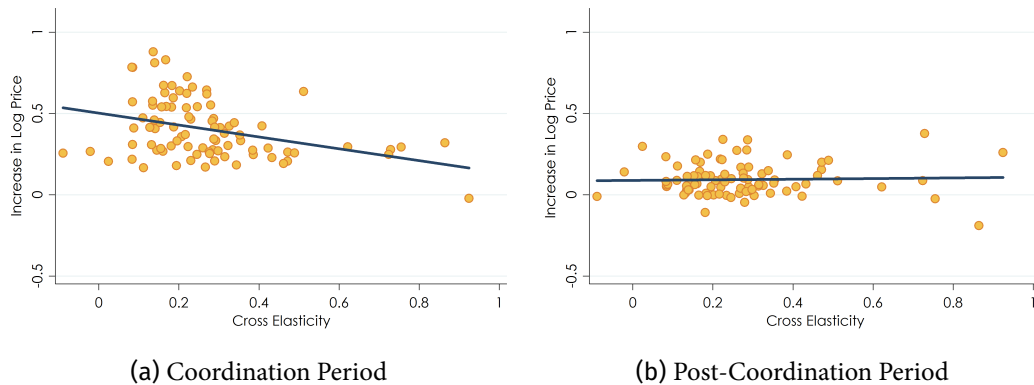 1
0.5
0
-0.5
Increase in Log Price
0 0.2 0.4 0.6 0.8 1
Cross Elasticity
(a) Coordination Period
1
0.5
0
-0.5
Increase in Log Price
0 0.2 0.4 0.6 0.8 1
Cross Elasticity
(b) Post-Coordination Period